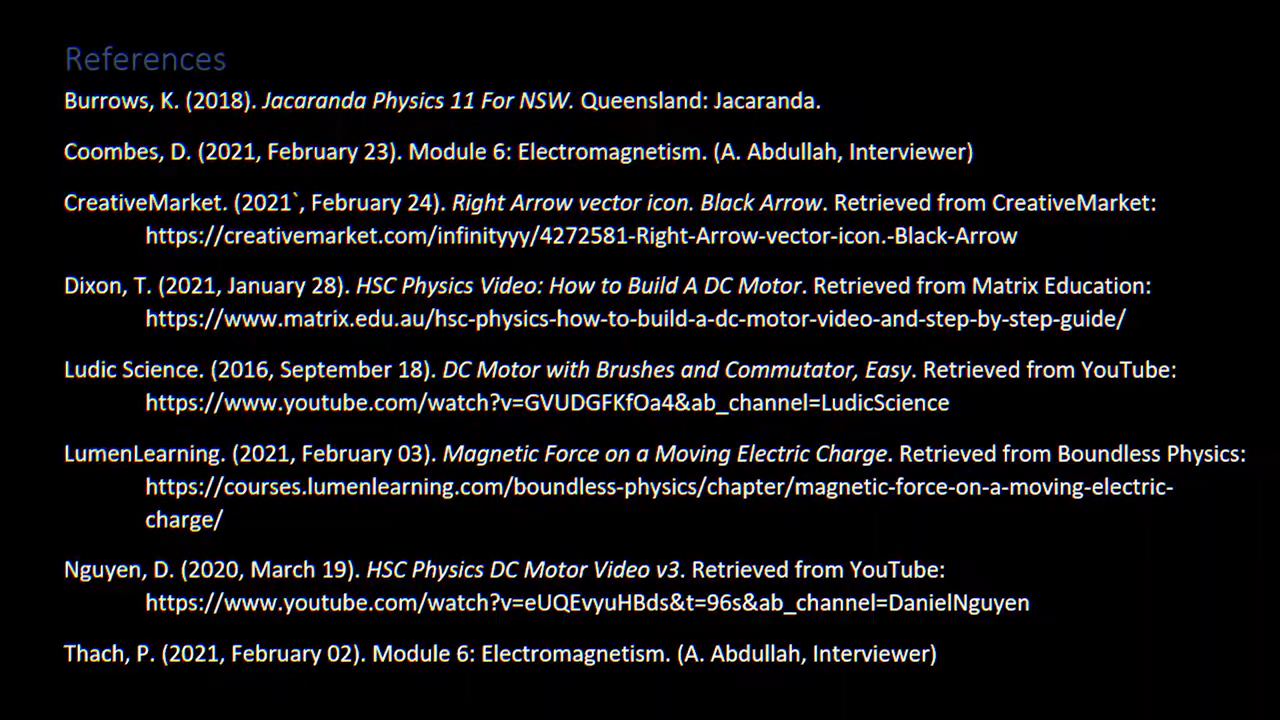 References
Burrows, K. (2018). Jacaranda Physics 11 For NSW. Queensland: Jacaranda.
Coombes, D. (2021, February 23). Module 6: Electromagnetism. (A. Abdullah, Interviewer)
CreativeMarket. (2021`, February 24). Right Arrow vector icon. Black Arrow. Retrieved from CreativeMarket:
https://creativemarket.com/infinityyy/4272581-Right-Arrow-vector-icon.-Black-Arrow
Dixon, T. (2021, January 28). HSC Physics Video: How to Build A DC Motor. Retrieved from Matrix Education:
https://www.matrix.edu.au/hsc-physics-how-to-build-a-dc-motor-video-and-step-by-step-guide/
Ludic Science. (2016, September 18). DC Motor with Brushes and Commutator, Easy. Retrieved from YouTube:
https://www.youtube.com/watch?v=GVUDGFKfOa4&ab_channel=LudicScience
LumenLearning. (2021, February 03). Magnetic Force on a Moving Electric Charge. Retrieved from Boundless Physics:
https://courses.lumenlearning.com/boundless-physics/chapter/magnetic-force-on-a-moving-electric-
charge/
Nguyen, D. (2020, March 19). HSC Physics DC Motor Video v3. Retrieved from YouTube:
https://www.youtube.com/watch?v=eUQEvyuHBds&t=96s&ab_channel=DanielNguyen
Thach, P. (2021, February 02). Module 6: Electromagnetism. (A. Abdullah, Interviewer)